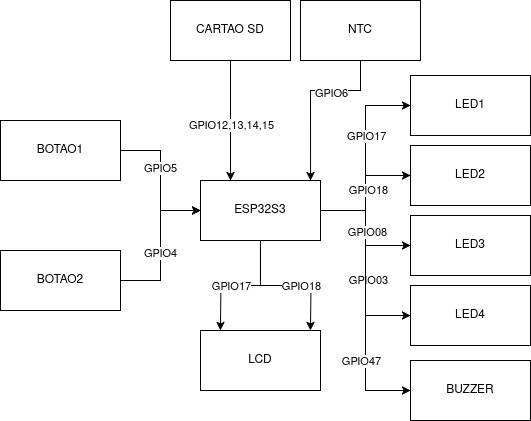 CARTAO SD
NTC
GPIO6
LED1
GPIO12,13,14,15
GPIO17
BOTAO1
GPIO5
LED2
GPIO18
ESP32S3
GPIO08
LED3
GPIO4
BOTAO2
GPIO03
GPIO17
GPIO18
LED4
LCD
GPIO47
BUZZER